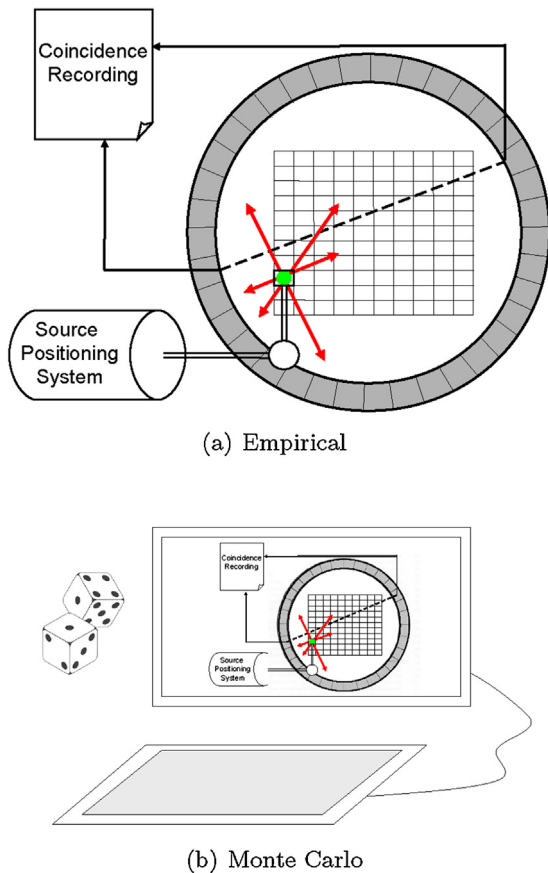 Coincidence
Recording
Source
Positioning
System
(a) Empirical
Coincidence
Recording
Source
Positioning
System
(b) Monte Carlo